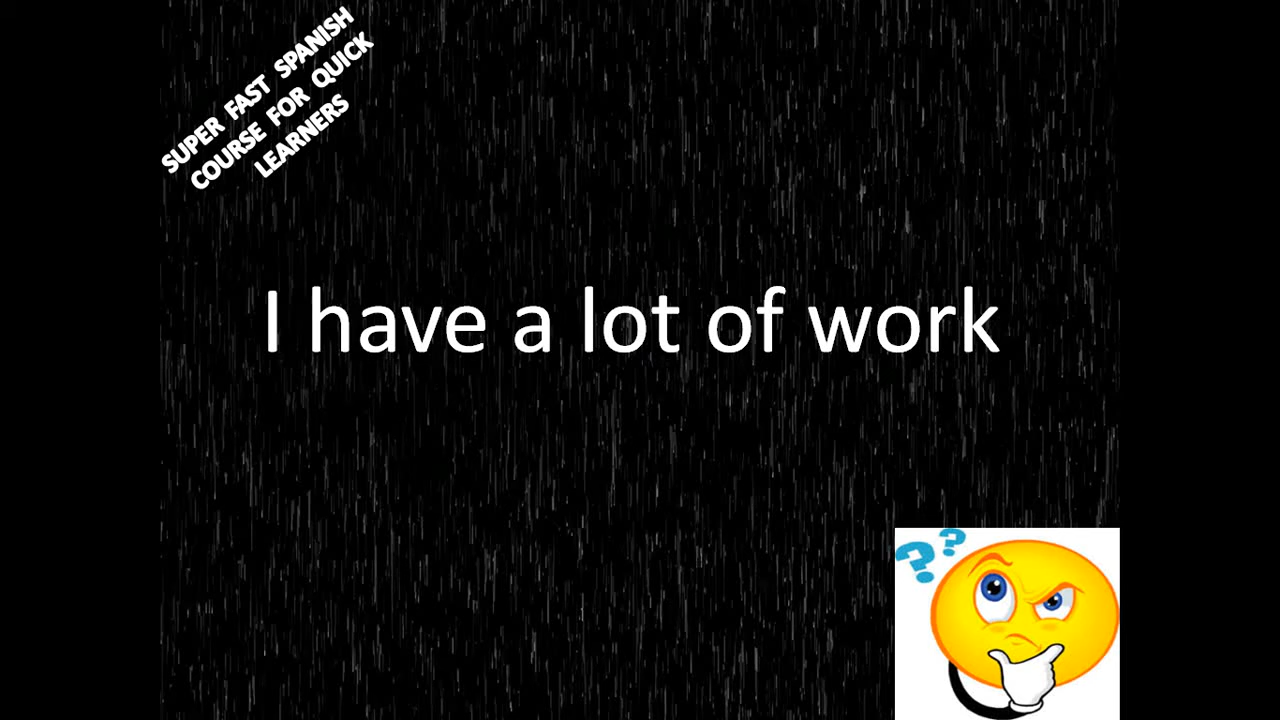 SUPER FAST SPANISH
COURSE FOR QUICK
LEARNERS
I have a lot of work
? ?